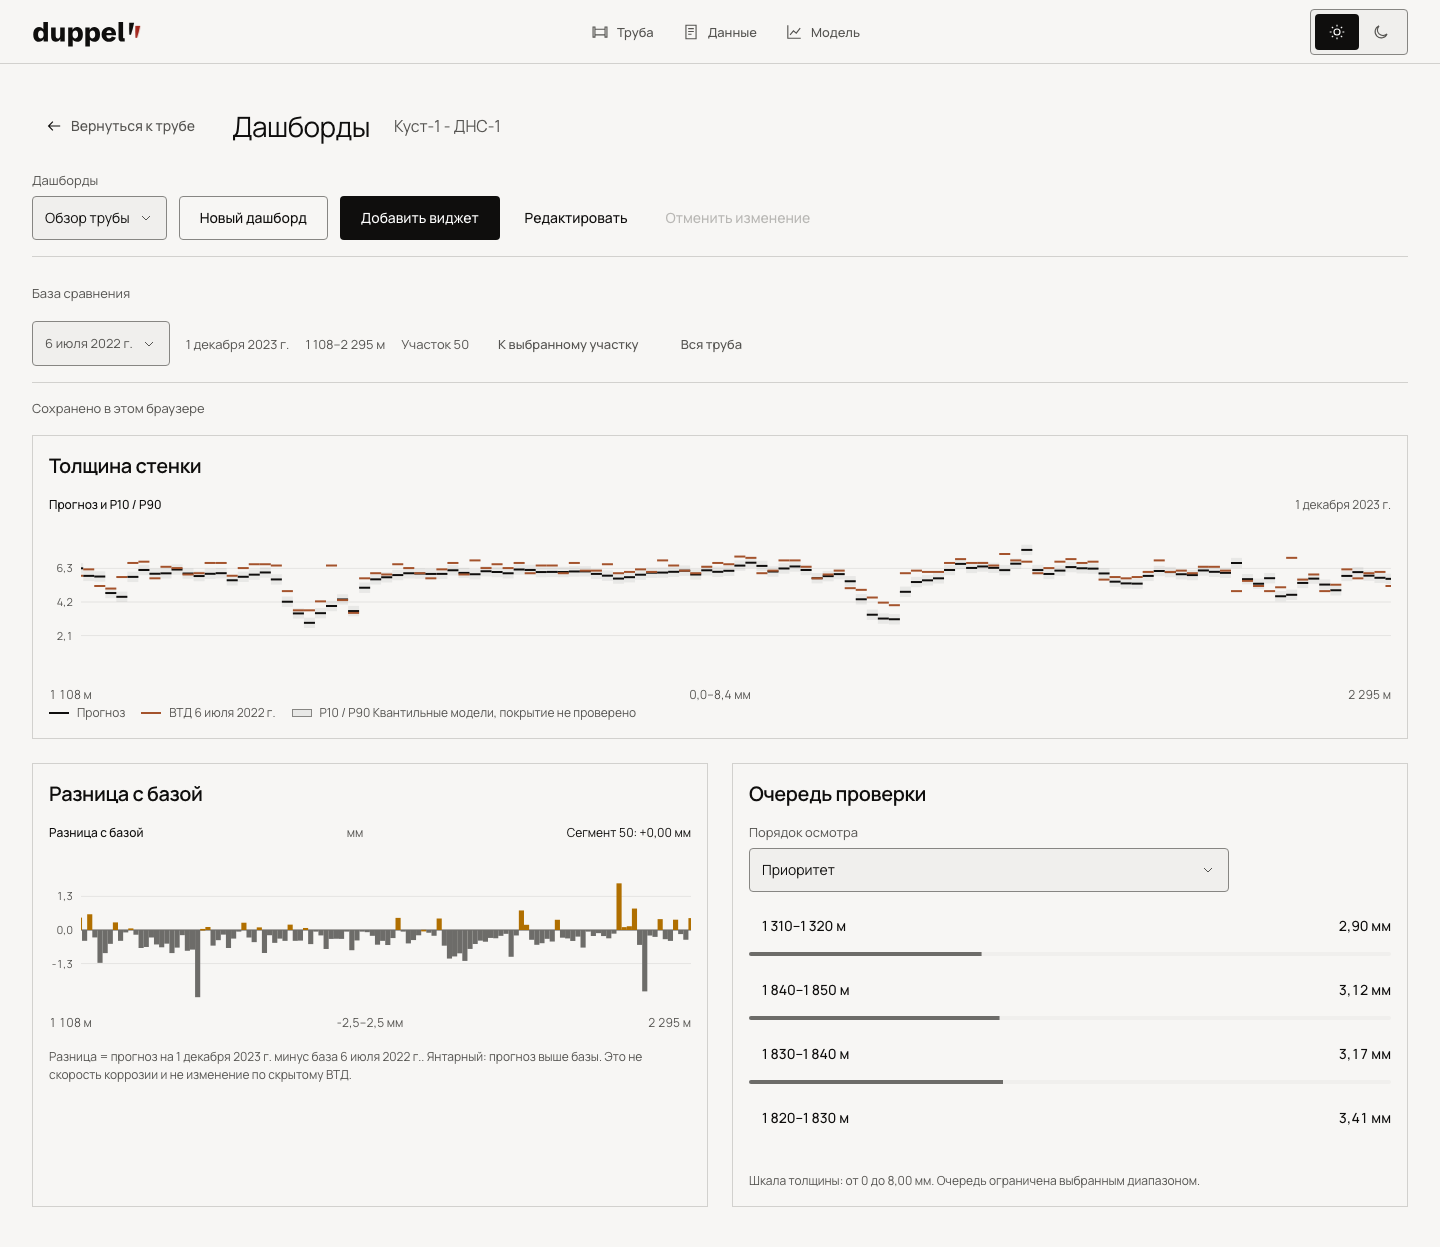 duppel
Труба
Данные
Модель
Вернуться к трубе
Дашборды
Куст-1 - ДНС-1
Дашборды
Обзор трубы
Новый дашборд
Добавить виджет
Редактировать
Отменить изменение
База сравнения
6 июля 2022 г.
1 декабря 2023 г.
1 108–2 295 м
Участок 50
К выбранному участку
Вся труба
Сохранено в этом браузере
Толщина стенки
Прогноз и P10 / P90
1 декабря 2023 г.
6,3
4,2
2,1
1 108 м
0,0–8,4 мм
2 295 м
Прогноз
ВТД 6 июля 2022 г.
P10 / P90 Квантильные модели, покрытие не проверено
Разница с базой
Разница с базой
мм
Сегмент 50: +0,00 мм
1,3
0,0
-1,3
1 108 м
-2,5–2,5 мм
2 295 м
Разница = прогноз на 1 декабря 2023 г. минус база 6 июля 2022 г.. Янтарный: прогноз выше базы. Это не
скорость коррозии и не изменение по скрытому ВТД.
Очередь проверки
Порядок осмотра
Приоритет
1 310–1 320 м
2,90 мм
1 840–1 850 м
3,12 мм
1 830–1 840 м
3,17 мм
1 820–1 830 м
3,41 мм
Шкала толщины: от 0 до 8,00 мм. Очередь ограничена выбранным диапазоном.